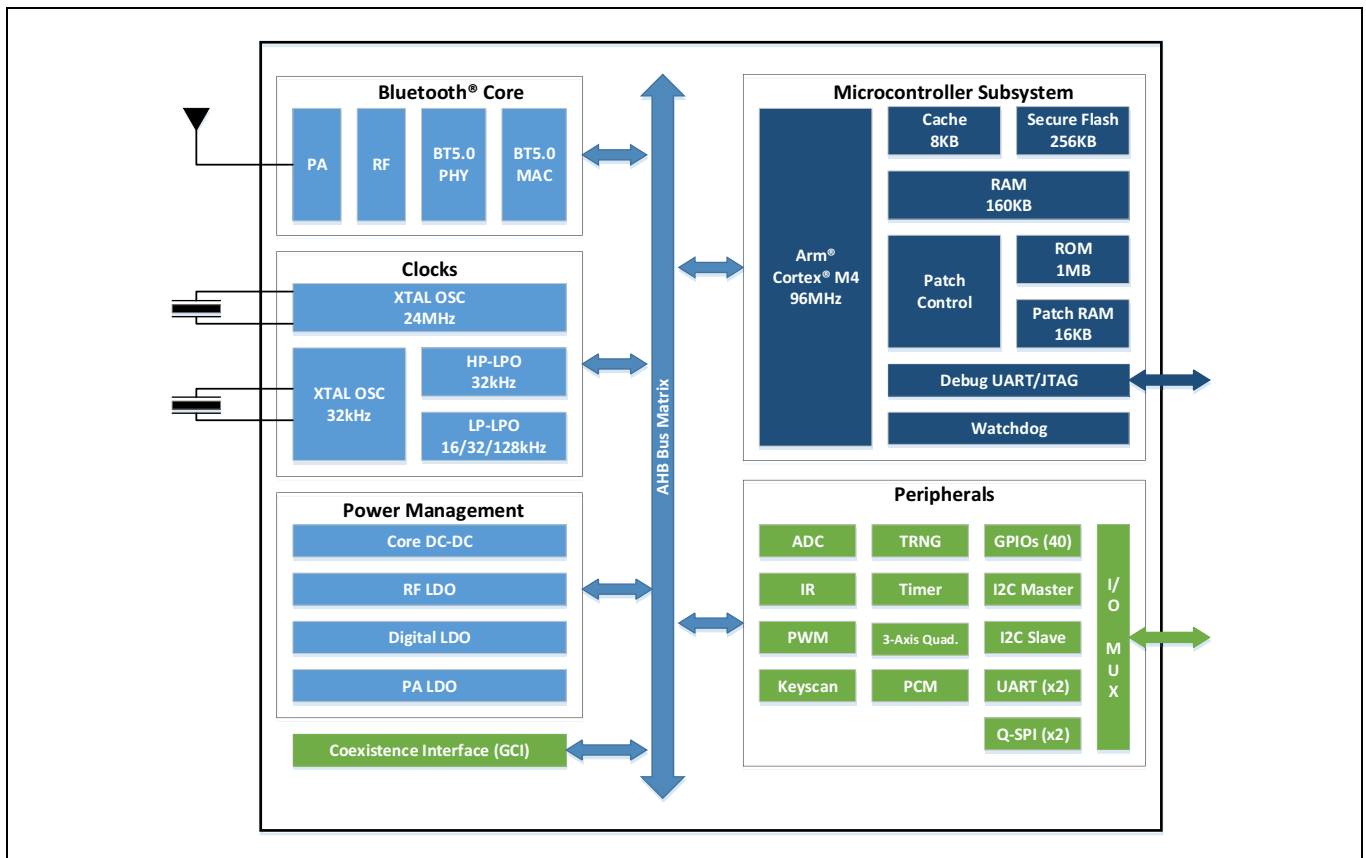 Bluetooth® Core
PA
RF
BT5.0
PHY
BT5.0
MAC
Clocks
XTAL OSC
24MHz
XTAL OSC
32kHz
HP-LPO
32kHz
LP-LPO
16/32/128kHz
Power Management
Core DC-DC
RF LDO
Digital LDO
PA LDO
Coexistence Interface (GCI)
AHB Bus Matrix
Microcontroller Subsystem
Arm®
Cortex® M4
96MHz
Cache
8KB
Secure Flash
256KB
RAM
160KB
Patch
Control
ROM
1MB
Patch RAM
16KB
Debug UART/JTAG
Watchdog
Peripherals
ADC
TRNG
GPIOs (40)
IR
Timer
I2C Master
PWM
3-Axis Quad.
I2C Slave
Keyscan
PCM
UART (x2)
Q-SPI (x2)
I/
O
M
U
X